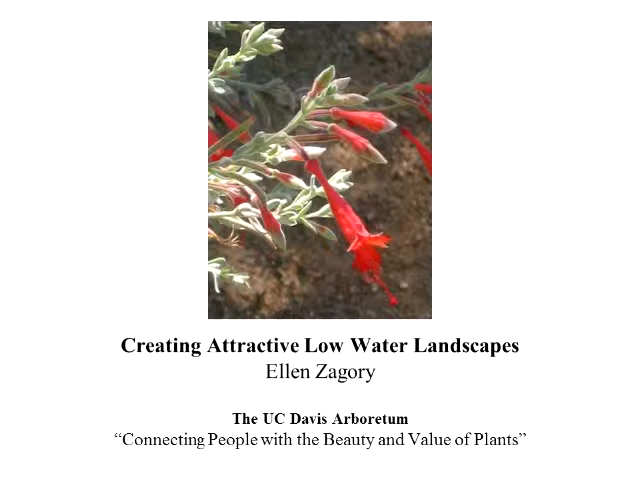 Creating Attractive Low Water Landscapes
Ellen Zagory
The UC Davis Arboretum
“Connecting People with the Beauty and Value of Plants”